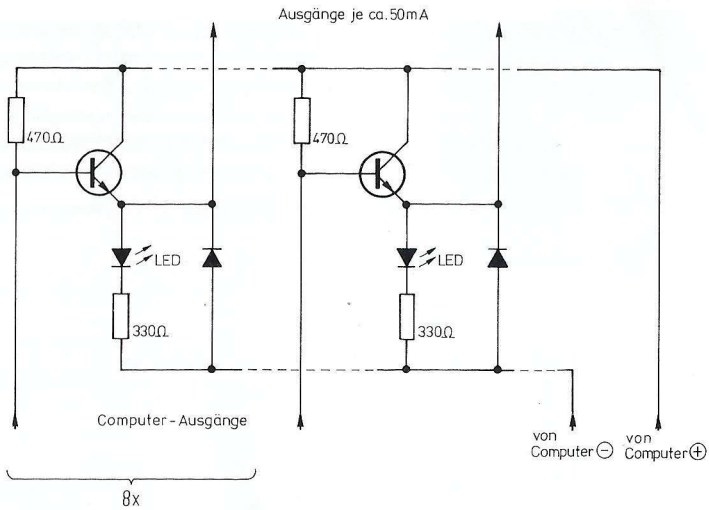 Ausgänge je ca. 50mA
470Ω
470Ω
LED
LED
330Ω
330Ω
Computer-Ausgänge
von
Computer ⊖
von
Computer ⊕
8x